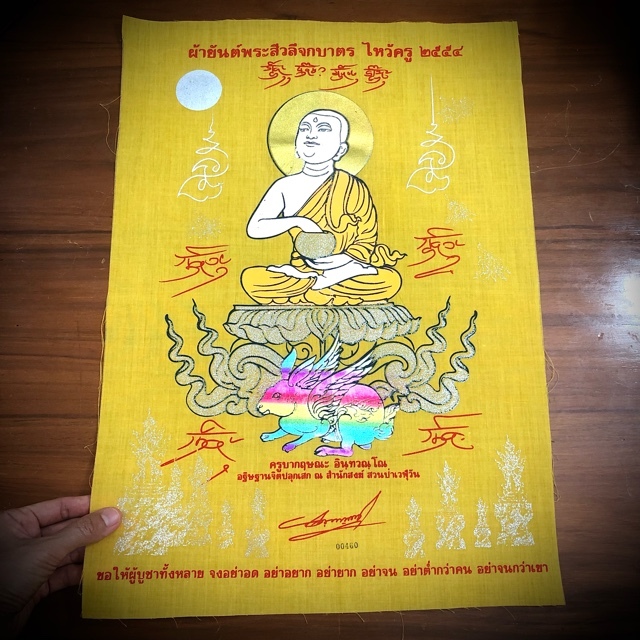 ผ้ายันต์พระสิวลีจกบาตร ไหว้ครู ๒๕๕๔
ครูบากฤษณะ อินฺทวณฺโณ
อฐิษฐานจิตปลุกเสก ณ สำนักสงฆ์ สวนป่าเวฬุวัน
00460
ขอให้ผู้บูชาทั้งหลาย จงอย่าอด อย่าอยาก อย่ายาก อย่าจน อย่าต่ำกว่าคน อย่าจนกว่าเขา